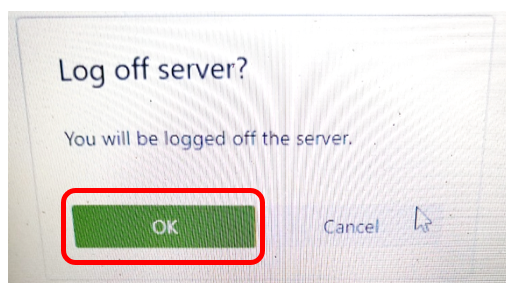 Log off server?
You will be logged off the server.
OK
Cancel